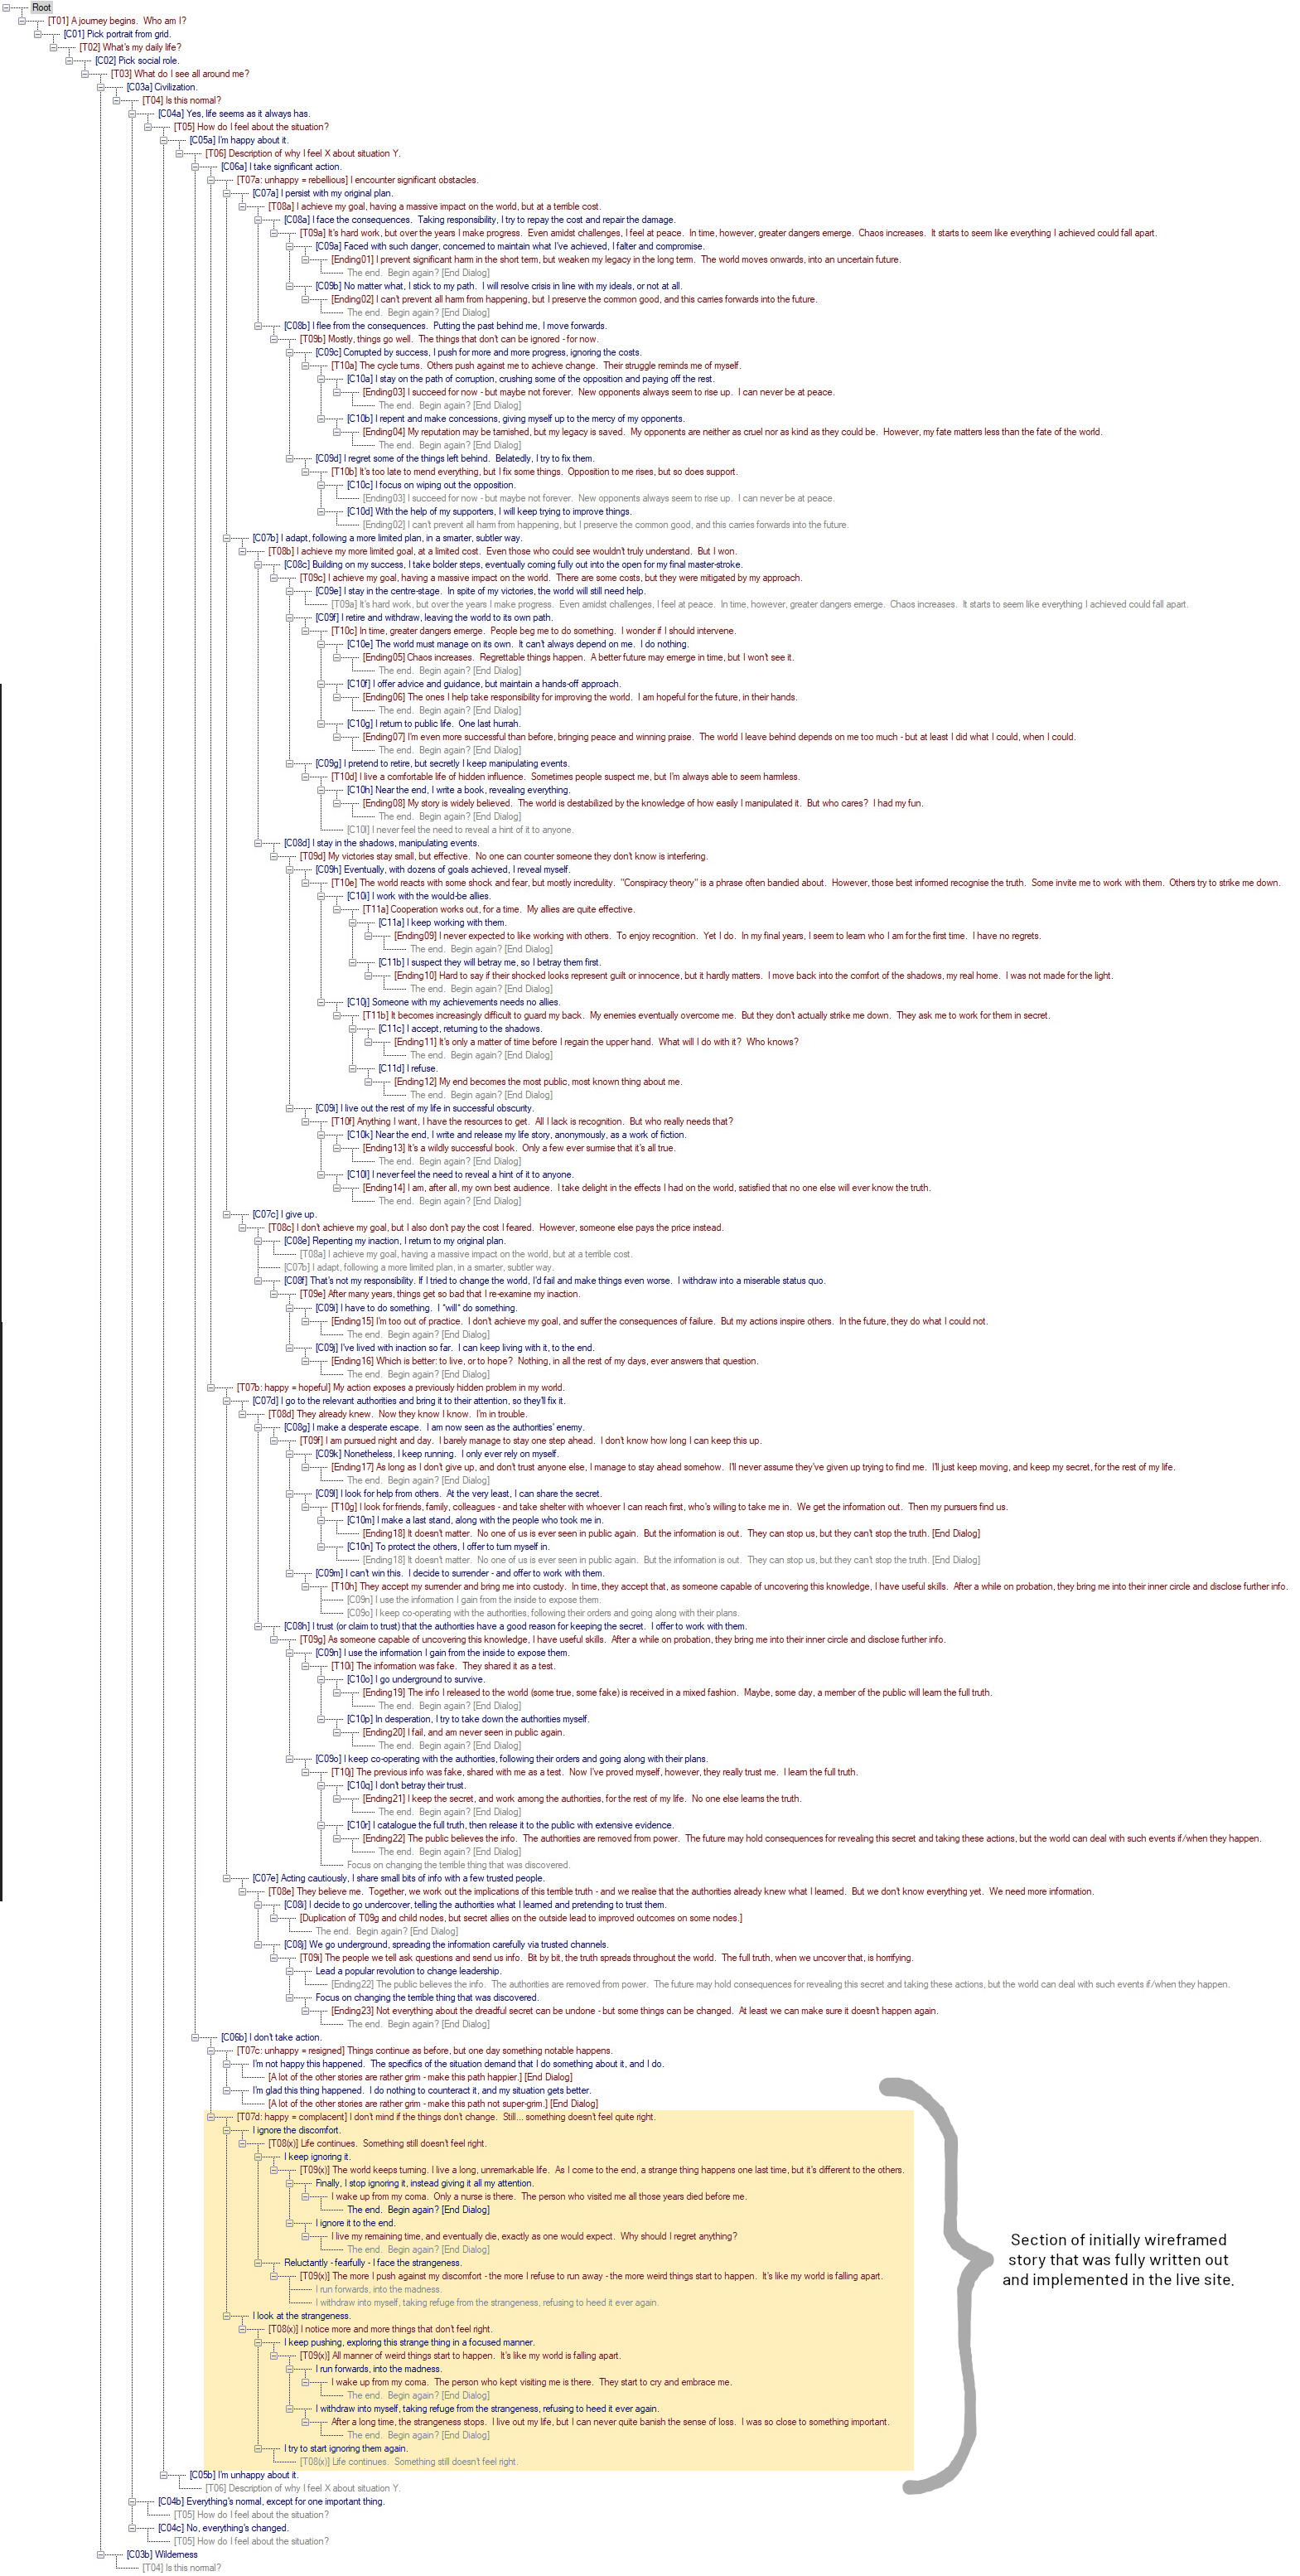 Root
[T01] A journey begins.  Who am I?
[C01] Pick portrait from grid.
[T02] What's my daily life?
[C02] Pick social role.
[T03] What do I see all around me?
[C03a] Civilization.
[T04] Is this normal?
[C04a] Yes, life seems as it always has.
[T05] How do I feel about the situation?
[C05a] I'm happy about it.
[T06] Description of why I feel X about situation Y.
[C06a] I take significant action.
[T07a: unhappy = rebellious] I encounter significant obstacles.
[C07a] I persist with my original plan.
[T08a] I achieve my goal, having a massive impact on the world, but at a terrible cost.
[C08a] I face the consequences.  Taking responsibility, I try to repay the cost and repair the damage.
[T09a] It's hard work, but over the years I make progress.  Even amidst challenges, I feel at peace.  In time, however, greater dangers emerge.  Chaos increases.  It starts to seem like everything I achieved could fall apart.
[C09a] Faced with such danger, concerned to maintain what I've achieved, I falter and compromise.
[Ending01] I prevent significant harm in the short term, but weaken my legacy in the long term.  The world moves onwards, into an uncertain future.
The end.  Begin again? [End Dialog]
[C09b] No matter what, I stick to my path.  I will resolve crisis in line with my ideals, or not at all.
[Ending02] I can't prevent all harm from happening, but I preserve the common good, and this carries forwards into the future.
The end.  Begin again? [End Dialog]
[C08b] I flee from the consequences.  Putting the past behind me, I move forwards.
[T09b] Mostly, things go well.  The things that don't can be ignored - for now.
[C09c] Corrupted by success, I push for more and more progress, ignoring the costs.
[T10a] The cycle turns.  Others push against me to achieve change.  Their struggle reminds me of myself.
[C10a] I stay on the path of corruption, crushing some of the opposition and paying off the rest.
[Ending03] I succeed for now - but maybe not forever.  New opponents always seem to rise up.  I can never be at peace.
The end.  Begin again? [End Dialog]
[C10b] I repent and make concessions, giving myself up to the mercy of my opponents.
[Ending04] My reputation may be tarnished, but my legacy is saved.  My opponents are neither as cruel nor as kind as they could be.  However, my fate matters less than the fate of the world.
The end.  Begin again? [End Dialog]
[C09d] I regret some of the things left behind.  Belatedly, I try to fix them.
[T10b] It's too late to mend everything, but I fix some things.  Opposition to me rises, but so does support.
[C10c] I focus on wiping out the opposition.
[Ending03] I succeed for now - but maybe not forever.  New opponents always seem to rise up.  I can never be at peace.
[C10d] With the help of my supporters, I will keep trying to improve things.
[Ending02] I can't prevent all harm from happening, but I preserve the common good, and this carries forwards into the future.
[C07b] I adapt, following a more limited plan, in a smarter, subtler way.
[T08b] I achieve my more limited goal, at a limited cost.  Even those who could see wouldn't truly understand.  But I won.
[C08c] Building on my success, I take bolder steps, eventually coming fully out into the open for my final master-stroke.
[T09c] I achieve my goal, having a massive impact on the world.  There are some costs, but they were mitigated by my approach.
[C09e] I stay in the centre-stage.  In spite of my victories, the world will still need help.
[T09a] It's hard work, but over the years I make progress.  Even amidst challenges, I feel at peace.  In time, however, greater dangers emerge.  Chaos increases.  It starts to seem like everything I achieved could fall apart.
[C09f] I retire and withdraw, leaving the world to its own path.
[T10c] In time, greater dangers emerge.  People beg me to do something.  I wonder if I should intervene.
[C10e] The world must manage on its own.  It can't always depend on me.  I do nothing.
[Ending05] Chaos increases.  Regrettable things happen.  A better future may emerge in time, but I won't see it.
The end.  Begin again? [End Dialog]
[C10f] I offer advice and guidance, but maintain a hands-off approach.
[Ending06] The ones I help take responsibility for improving the world.  I am hopeful for the future, in their hands.
The end.  Begin again? [End Dialog]
[C10g] I return to public life.  One last hurrah.
[Ending07] I'm even more successful than before, bringing peace and winning praise.  The world I leave behind depends on me too much - but at least I did what I could, when I could.
The end.  Begin again? [End Dialog]
[C09g] I pretend to retire, but secretly I keep manipulating events.
[T10d] I live a comfortable life of hidden influence.  Sometimes people suspect me, but I'm always able to seem harmless.
[C10h] Near the end, I write a book, revealing everything.
[Ending08] My story is widely believed.  The world is destabilized by the knowledge of how easily I manipulated it.  But who cares?  I had my fun.
The end.  Begin again? [End Dialog]
[C10l] I never feel the need to reveal a hint of it to anyone.
[C08d] I stay in the shadows, manipulating events.
[T09d] My victories stay small, but effective.  No one can counter someone they don't know is interfering.
[C09h] Eventually, with dozens of goals achieved, I reveal myself.
[T10e] The world reacts with some shock and fear, but mostly incredulity.  "Conspiracy theory" is a phrase often bandied about.  However, those best informed recognise the truth.  Some invite me to work with them.  Others try to strike me down.
[C10i] I work with the would-be allies.
[T11a] Cooperation works out, for a time.  My allies are quite effective.
[C11a] I keep working with them.
[Ending09] I never expected to like working with others.  To enjoy recognition.  Yet I do.  In my final years, I seem to learn who I am for the first time.  I have no regrets.
The end.  Begin again? [End Dialog]
[C11b] I suspect they will betray me, so I betray them first.
[Ending10] Hard to say if their shocked looks represent guilt or innocence, but it hardly matters.  I move back into the comfort of the shadows, my real home.  I was not made for the light.
The end.  Begin again? [End Dialog]
[C10j] Someone with my achievements needs no allies.
[T11b] It becomes increasingly difficult to guard my back.  My enemies eventually overcome me.  But they don't actually strike me down.  They ask me to work for them in secret.
[C11c] I accept, returning to the shadows.
[Ending11] It's only a matter of time before I regain the upper hand.  What will I do with it?  Who knows?
The end.  Begin again? [End Dialog]
[C11d] I refuse.
[Ending12] My end becomes the most public, most known thing about me.
The end.  Begin again? [End Dialog]
[C09i] I live out the rest of my life in successful obscurity.
[T10f] Anything I want, I have the resources to get.  All I lack is recognition.  But who really needs that?
[C10k] Near the end, I write and release my life story, anonymously, as a work of fiction.
[Ending13] It's a wildly successful book.  Only a few ever surmise that it's all true.
The end.  Begin again? [End Dialog]
[C10l] I never feel the need to reveal a hint of it to anyone.
[Ending14] I am, after all, my own best audience.  I take delight in the effects I had on the world, satisfied that no one else will ever know the truth.
The end.  Begin again? [End Dialog]
[C07c] I give up.
[T08c] I don't achieve my goal, but I also don't pay the cost I feared.  However, someone else pays the price instead.
[C08e] Repenting my inaction, I return to my original plan.
[T08a] I achieve my goal, having a massive impact on the world, but at a terrible cost.
[C07b] I adapt, following a more limited plan, in a smarter, subtler way.
[C08f] That's not my responsibility. If I tried to change the world, I'd fail and make things even worse.  I withdraw into a miserable status quo.
[T09e] After many years, things get so bad that I re-examine my inaction.
[C09i] I have to do something.  I *will* do something.
[Ending15] I'm too out of practice.  I don't achieve my goal, and suffer the consequences of failure.  But my actions inspire others.  In the future, they do what I could not.
The end.  Begin again? [End Dialog]
[C09j] I've lived with inaction so far.  I can keep living with it, to the end.
[Ending16] Which is better: to live, or to hope?  Nothing, in all the rest of my days, ever answers that question.
The end.  Begin again? [End Dialog]
[T07b: happy = hopeful] My action exposes a previously hidden problem in my world.
[C07d] I go to the relevant authorities and bring it to their attention, so they'll fix it.
[T08d] They already knew.  Now they know I know.  I'm in trouble.
[C08g] I make a desperate escape.  I am now seen as the authorities' enemy.
[T09f] I am pursued night and day.  I barely manage to stay one step ahead.  I don't know how long I can keep this up.
[C09k] Nonetheless, I keep running.  I only ever rely on myself.
[Ending17] As long as I don't give up, and don't trust anyone else, I manage to stay ahead somehow.  I'll never assume they've given up trying to find me.  I'll just keep moving, and keep my secret, for the rest of my life.
The end.  Begin again? [End Dialog]
[C09l] I look for help from others.  At the very least, I can share the secret.
[T10g] I look for friends, family, colleagues - and take shelter with whoever I can reach first, who's willing to take me in.  We get the information out.  Then my pursuers find us.
[C10m] I make a last stand, along with the people who took me in.
[Ending18] It doesn't matter.  No one of us is ever seen in public again.  But the information is out.  They can stop us, but they can't stop the truth. [End Dialog]
[C10n] To protect the others, I offer to turn myself in.
[Ending18] It doesn't matter.  No one of us is ever seen in public again.  But the information is out.  They can stop us, but they can't stop the truth. [End Dialog]
[C09m] I can't win this.  I decide to surrender - and offer to work with them.
[T10h] They accept my surrender and bring me into custody.  In time, they accept that, as someone capable of uncovering this knowledge, I have useful skills.  After a while on probation, they bring me into their inner circle and disclose further info.
[C09n] I use the information I gain from the inside to expose them.
[C09o] I keep co-operating with the authorities, following their orders and going along with their plans.
[C08h] I trust (or claim to trust) that the authorities have a good reason for keeping the secret.  I offer to work with them.
[T09g] As someone capable of uncovering this knowledge, I have useful skills.  After a while on probation, they bring me into their inner circle and disclose further info.
[C09n] I use the information I gain from the inside to expose them.
[T10i] The information was fake.  They shared it as a test.
[C10o] I go underground to survive.
[Ending19] The info I released to the world (some true, some fake) is received in a mixed fashion.  Maybe, some day, a member of the public will learn the full truth.
The end.  Begin again? [End Dialog]
[C10p] In desperation, I try to take down the authorities myself.
[Ending20] I fail, and am never seen in public again.
The end.  Begin again? [End Dialog]
[C09o] I keep co-operating with the authorities, following their orders and going along with their plans.
[T10j] The previous info was fake, shared with me as a test.  Now I've proved myself, however, they really trust me.  I learn the full truth.
[C10q] I don't betray their trust.
[Ending21] I keep the secret, and work among the authorities, for the rest of my life.  No one else learns the truth.
The end.  Begin again? [End Dialog]
[C10r] I catalogue the full truth, then release it to the public with extensive evidence.
[Ending22] The public believes the info.  The authorities are removed from power.  The future may hold consequences for revealing this secret and taking these actions, but the world can deal with such events if/when they happen.
The end.  Begin again? [End Dialog]
Focus on changing the terrible thing that was discovered.
[C07e] Acting cautiously, I share small bits of info with a few trusted people.
[T08e] They believe me.  Together, we work out the implications of this terrible truth - and we realise that the authorities already knew what I learned.  But we don't know everything yet.  We need more information.
[C08i] I decide to go undercover, telling the authorities what I learned and pretending to trust them.
[Duplication of T09g and child nodes, but secret allies on the outside lead to improved outcomes on some nodes.]
The end.  Begin again? [End Dialog]
[C08j] We go underground, spreading the information carefully via trusted channels.
[T09i] The people we tell ask questions and send us info.  Bit by bit, the truth spreads throughout the world.  The full truth, when we uncover that, is horrifying.
Lead a popular revolution to change leadership.
[Ending22] The public believes the info.  The authorities are removed from power.  The future may hold consequences for revealing this secret and taking these actions, but the world can deal with such events if/when they happen.
Focus on changing the terrible thing that was discovered.
[Ending23] Not everything about the dreadful secret can be undone - but some things can be changed.  At least we can make sure it doesn't happen again.
The end.  Begin again? [End Dialog]
[C06b] I don't take action.
[T07c: unhappy = resigned] Things continue as before, but one day something notable happens.
I'm not happy this happened.  The specifics of the situation demand that I do something about it, and I do.
[A lot of the other stories are rather grim - make this path happier.] [End Dialog]
I'm glad this thing happened.  I do nothing to counteract it, and my situation gets better.
[A lot of the other stories are rather grim - make this path not super-grim.] [End Dialog]
[T07d: happy = complacent] I don't mind if the things don't change.  Still... something doesn't feel quite right.
I ignore the discomfort.
[T08(x)] Life continues.  Something still doesn't feel right.
I keep ignoring it.
[T09(x)] The world keeps turning. I live a long, unremarkable life.  As I come to the end, a strange thing happens one last time, but it's different to the others.
Finally, I stop ignoring it, instead giving it all my attention.
I wake up from my coma.  Only a nurse is there.  The person who visited me all those years died before me.
The end.  Begin again? [End Dialog]
I ignore it to the end.
I live my remaining time, and eventually die, exactly as one would expect.  Why should I regret anything?
The end.  Begin again? [End Dialog]
Reluctantly - fearfully - I face the strangeness.
[T09(x)] The more I push against my discomfort - the more I refuse to run away - the more weird things start to happen.  It's like my world is falling apart.
I run forwards, into the madness.
I withdraw into myself, taking refuge from the strangeness, refusing to heed it ever again.
I look at the strangeness.
[T08(x)] I notice more and more things that don't feel right.
I keep pushing, exploring this strange thing in a focused manner.
[T09(x)] All manner of weird things start to happen.  It's like my world is falling apart.
I run forwards, into the madness.
I wake up from my coma.  The person who kept visiting me is there.  They start to cry and embrace me.
The end.  Begin again? [End Dialog]
I withdraw into myself, taking refuge from the strangeness, refusing to heed it ever again.
After a long time, the strangeness stops.  I live out my life, but I can never quite banish the sense of loss.  I was so close to something important.
The end.  Begin again? [End Dialog]
I try to start ignoring them again.
[T08(x)] Life continues.  Something still doesn't feel right.
[C05b] I'm unhappy about it.
[T06] Description of why I feel X about situation Y.
[C04b] Everything's normal, except for one important thing.
[T05] How do I feel about the situation?
[C04c] No, everything's changed.
[T05] How do I feel about the situation?
[C03b] Wilderness
[T04] Is this normal?
Section of initially wireframed
story that was fully written out
and implemented in the live site.